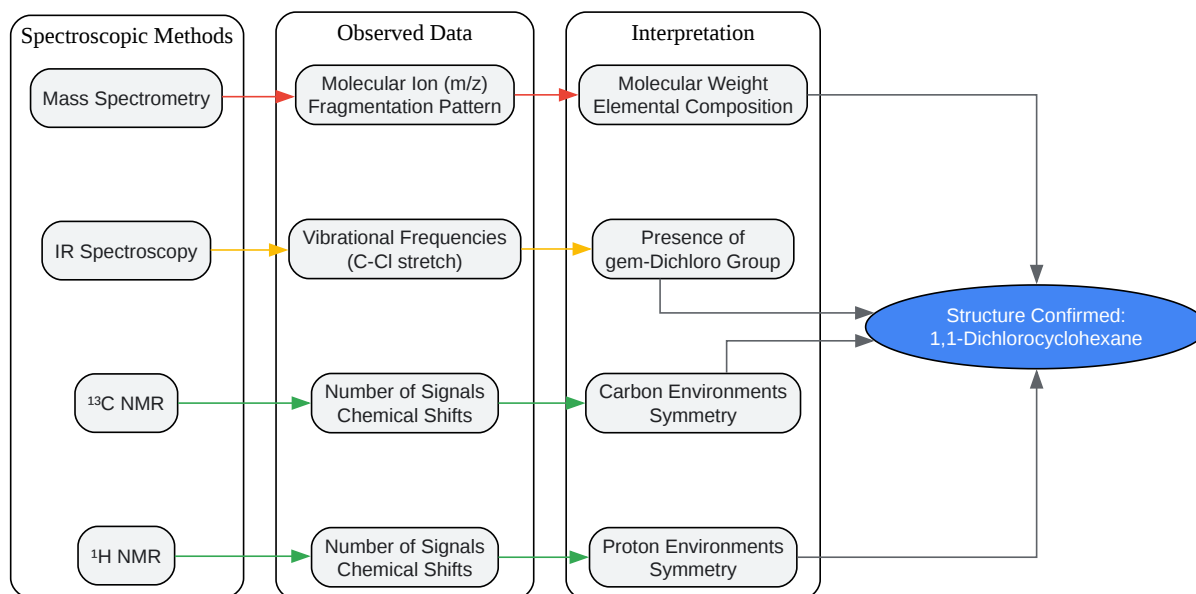 Spectroscopic Methods
Observed Data
Interpretation
Mass Spectrometry
Molecular Ion (m/z)
Fragmentation Pattern
Molecular Weight
Elemental Composition
IR Spectroscopy
Vibrational Frequencies
(C-Cl stretch)
Presence of
gem-Dichloro Group
Structure Confirmed:
1,1-Dichlorocyclohexane
¹³C NMR
Number of Signals
Chemical Shifts
Carbon Environments
Symmetry
¹H NMR
Number of Signals
Chemical Shifts
Proton Environments
Symmetry